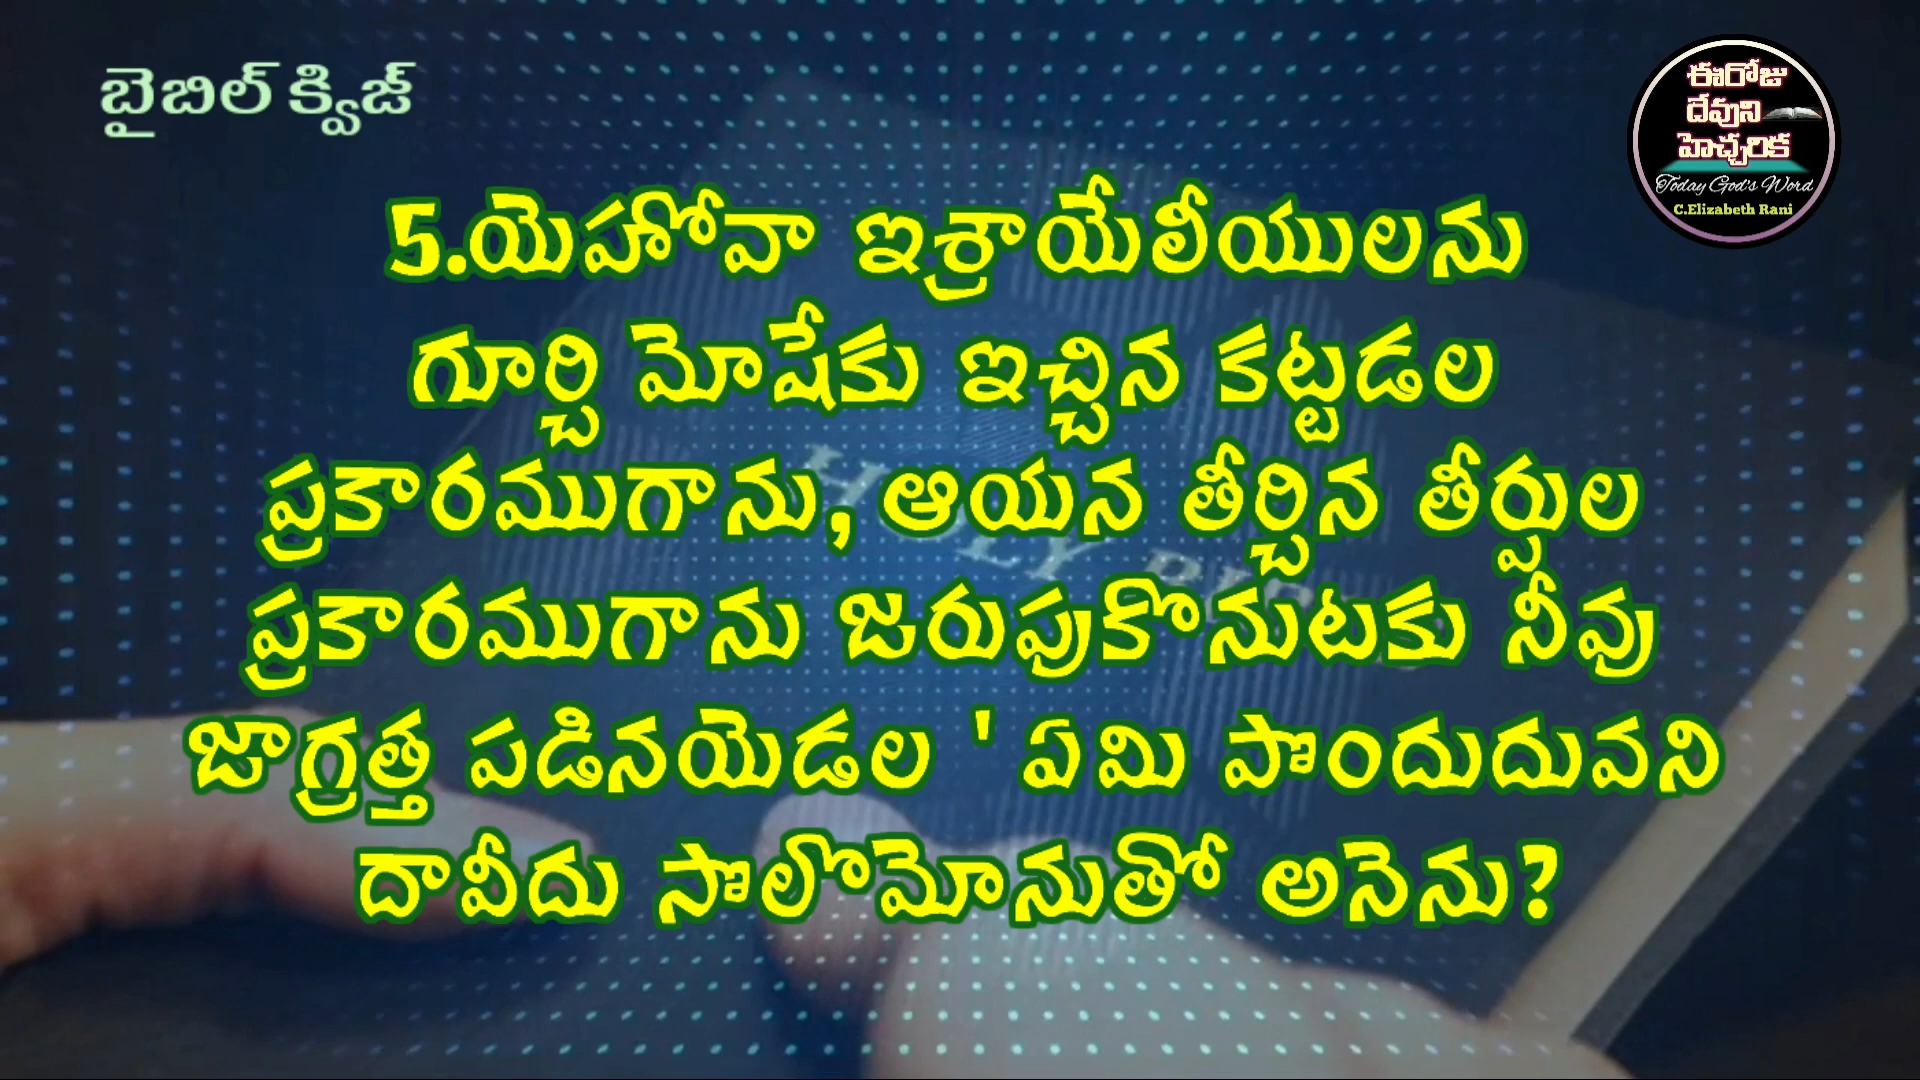 బైబిల్ క్విజ్
ఈరోజు
దేవుని
హెచ్చరిక
Today God's Word
C.Elizabeth Rani
5.యెహోవా ఇశ్రాయేలీయులను
గూర్చి మోషేకు ఇచ్చిన కట్టడల
ప్రకారముగాను, ఆయన తీర్చిన తీర్పుల
ప్రకారముగాను జరుపుకొనుటకు నీవు
జాగ్రత్త పడినయెడల ' ఏమి పొందుదువని
దావీదు సొలొమోనుతో అనెను?
HOLY